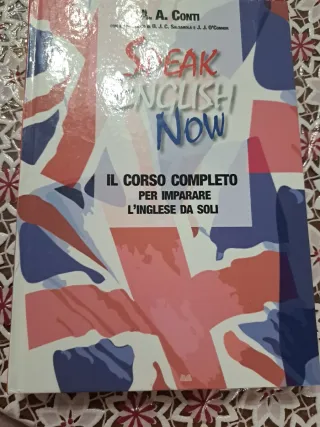 A. CONTI
SPEAK
ENGLISH
NOW
IL CORSO COMPLETO
PER IMPARARE
L'INGLESE DA SOLI